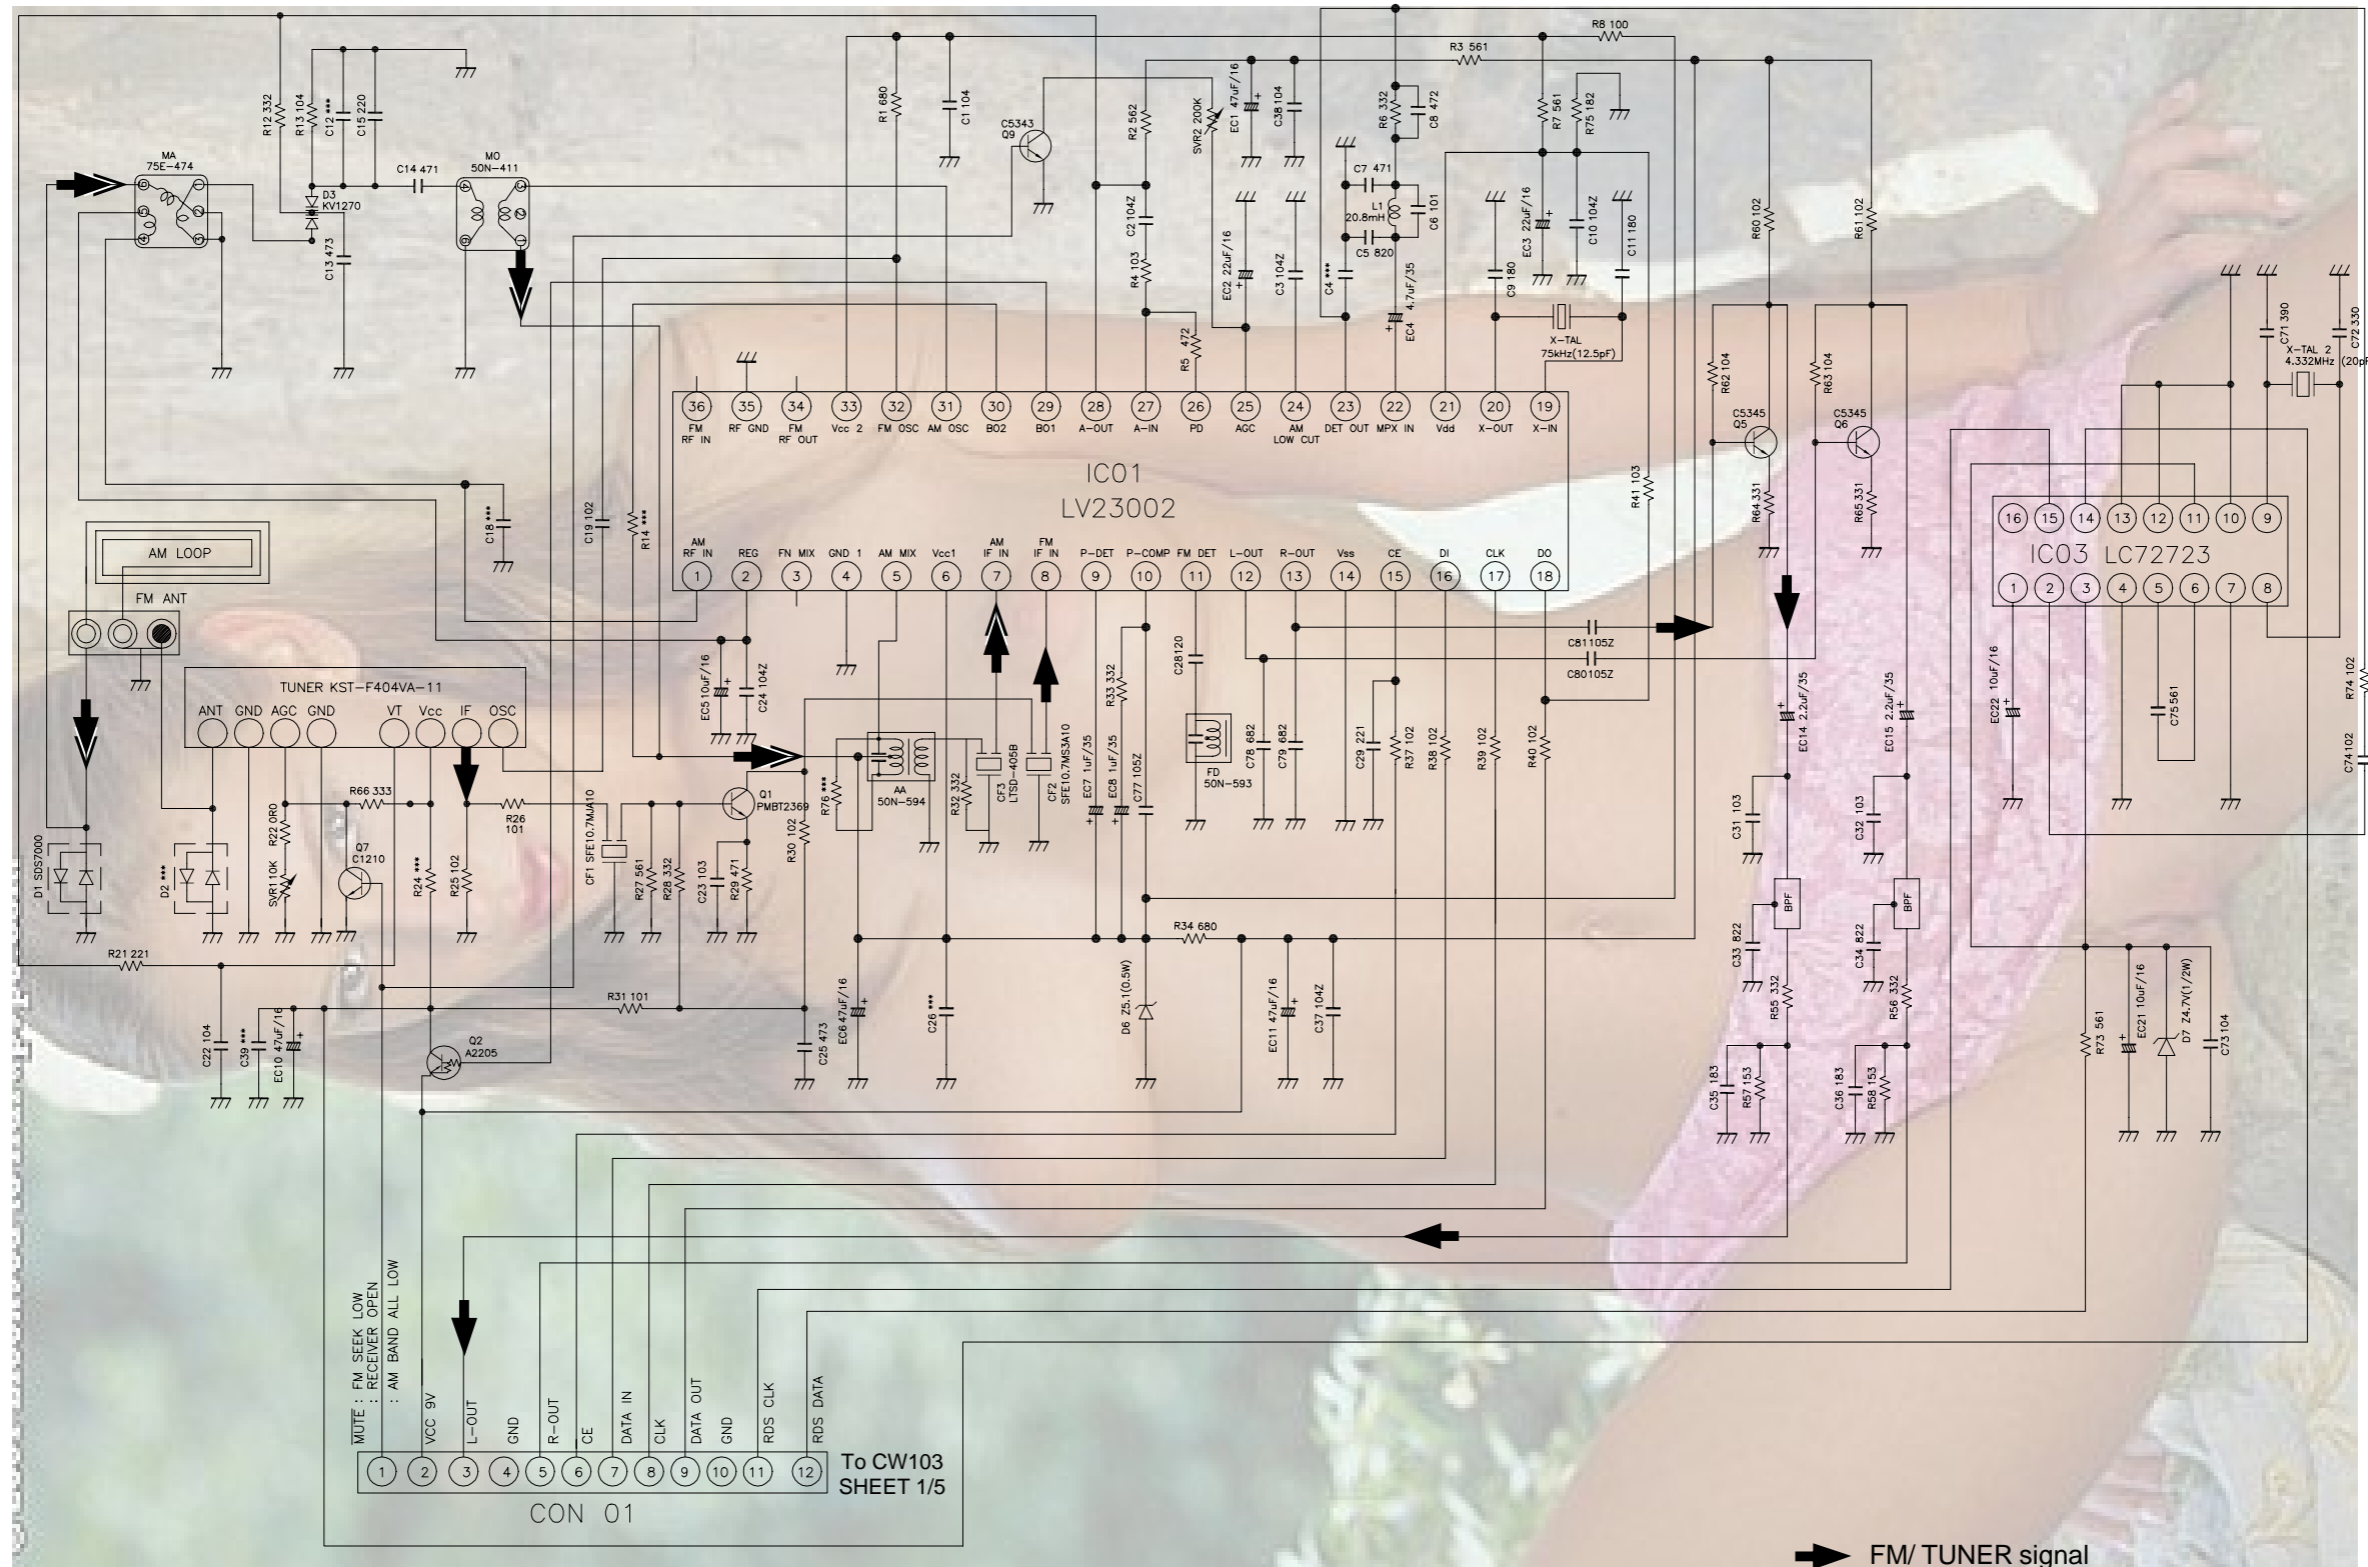 R8 100
R3 561
R12 332
R13 104
C12 ***
C15 220
R1 680
C1 104
C5343
Q9
R2 562
SVR2 200K
EC1 47uF/16
C38 104
R6 332
C8 472
R7 561
R75 182
MA
75E-474
C14 471
MO
50N-411
D3
KV1270
C13 473
C2 104Z
R4 103
EC2 22uF/16
C3 104Z
C7 471
L1
20.8mH
C6 101
C5 820
C4 ***
EC4 4.7uF/35
C9 180
EC3 22uF/16
C10 104Z
C11 180
R60 102
R61 102
R5 472
X-TAL
75kHz(12.5pF)
C71 390
C72 330
X-TAL 2
4.332MHz (20pF
R62 104
R63 104
36 35 34 33 32 31 30 29 28 27 26 25 24 23 22 21 20 19
FM RF IN
RF GND
FM RF OUT
Vcc 2
FM OSC
AM OSC
BO2
BO1
A-OUT
A-IN
PD
AGC
AM LOW CUT
DET OUT
MPX IN
Vdd
X-OUT
X-IN
C5345
Q5
C5345
Q6
IC01
LV23002
R41 103
R64 331
R65 331
C18 ***
C19 102
R14 ***
16 15 14 13 12 11 10 9
IC03 LC72723
1 2 3 4 5 6 7 8
AM RF IN
REG
FN MIX
GND 1
AM MIX
Vcc1
AM IF IN
FM IF IN
P-DET
P-COMP
FM DET
L-OUT
R-OUT
Vss
CE
DI
CLK
DO
1 2 3 4 5 6 7 8 9 10 11 12 13 14 15 16 17 18
AM LOOP
FM ANT
TUNER KST-F404VA-11
ANT GND AGC GND VT Vcc IF OSC
EC5 10uF/16
C24 104Z
C28 120
R33 332
C81 105Z
C80 105Z
EC22 10uF/16
C75 561
R74 102
C74 102
EC14 2.2uF/35
EC15 2.2uF/35
R66 333
R22 0R0
SVR1 10K
Q7
C1210
R24 ***
R25 102
R26
101
CF1 SFE10.7MJA10
R27 561
R28 332
Q1
PMBT2369
C23 103
R29 471
R30 102
R76 ***
AA
50N-594
R32 332
CF3
LTSD-405B
CF2
SFE10.7MS3A10
EC7 1uF/35
EC8 1uF/35
C77 105Z
FD
50N-593
C78 682
C79 682
C29 221
R37 102
R38 102
R39 102
R40 102
D1 SDS7000
D2 ***
C31 103
C32 103
BPF
BPF
C33 822
C34 822
R55 332
R56 332
R21 221
R34 680
R31 101
C22 104
C39 ***
EC10 47uF/16
Q2
A2205
C25 473
EC6 47uF/16
C26 ***
D6 Z5.1(0.5W)
EC11 47uF/16
C37 104Z
C35 183
R57 153
C36 183
R58 153
R73 561
EC21 10uF/16
D7 Z4.7V(1/2W)
C73 104
MUTE : FM SEEK LOW
: RECEIVER OPEN
: AM BAND ALL LOW
VCC 9V
L-OUT
GND
R-OUT
CE
DATA IN
CLK
DATA OUT
GND
RDS CLK
RDS DATA
1 2 3 4 5 6 7 8 9 10 11 12
To CW103
SHEET 1/5
CON 01
FM/ TUNER signal